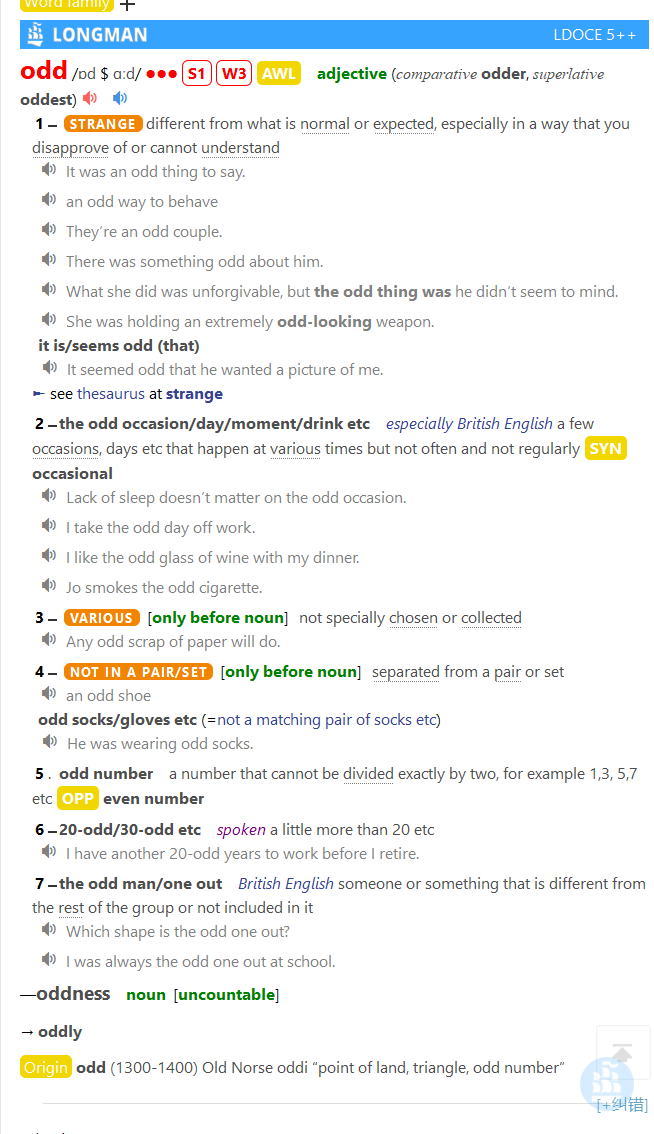 Word family
LONGMAN LDOCE 5++
odd /ɒd $ ɑːd/ ●●● S1 W3 AWL adjective (comparative odder, superlative
oddest)
1 – STRANGE different from what is normal or expected, especially in a way that you
disapprove of or cannot understand
It was an odd thing to say.
an odd way to behave
They’re an odd couple.
There was something odd about him.
What she did was unforgivable, but the odd thing was he didn’t seem to mind.
She was holding an extremely odd-looking weapon.
it is/seems odd (that)
It seemed odd that he wanted a picture of me.
► see thesaurus at strange
2 – the odd occasion/day/moment/drink etc especially British English a few
occasions, days etc that happen at various times but not often and not regularly SYN
occasional
Lack of sleep doesn’t matter on the odd occasion.
I take the odd day off work.
I like the odd glass of wine with my dinner.
Jo smokes the odd cigarette.
3 – VARIOUS [only before noun] not specially chosen or collected
Any odd scrap of paper will do.
4 – NOT IN A PAIR/SET [only before noun] separated from a pair or set
an odd shoe
odd socks/gloves etc (=not a matching pair of socks etc)
He was wearing odd socks.
5 . odd number a number that cannot be divided exactly by two, for example 1,3, 5,7
etc OPP even number
6 – 20-odd/30-odd etc spoken a little more than 20 etc
I have another 20-odd years to work before I retire.
7 – the odd man/one out British English someone or something that is different from
the rest of the group or not included in it
Which shape is the odd one out?
I was always the odd one out at school.
—oddness noun [uncountable]
→ oddly
Origin odd (1300-1400) Old Norse oddi “point of land, triangle, odd number”
[+纠错]